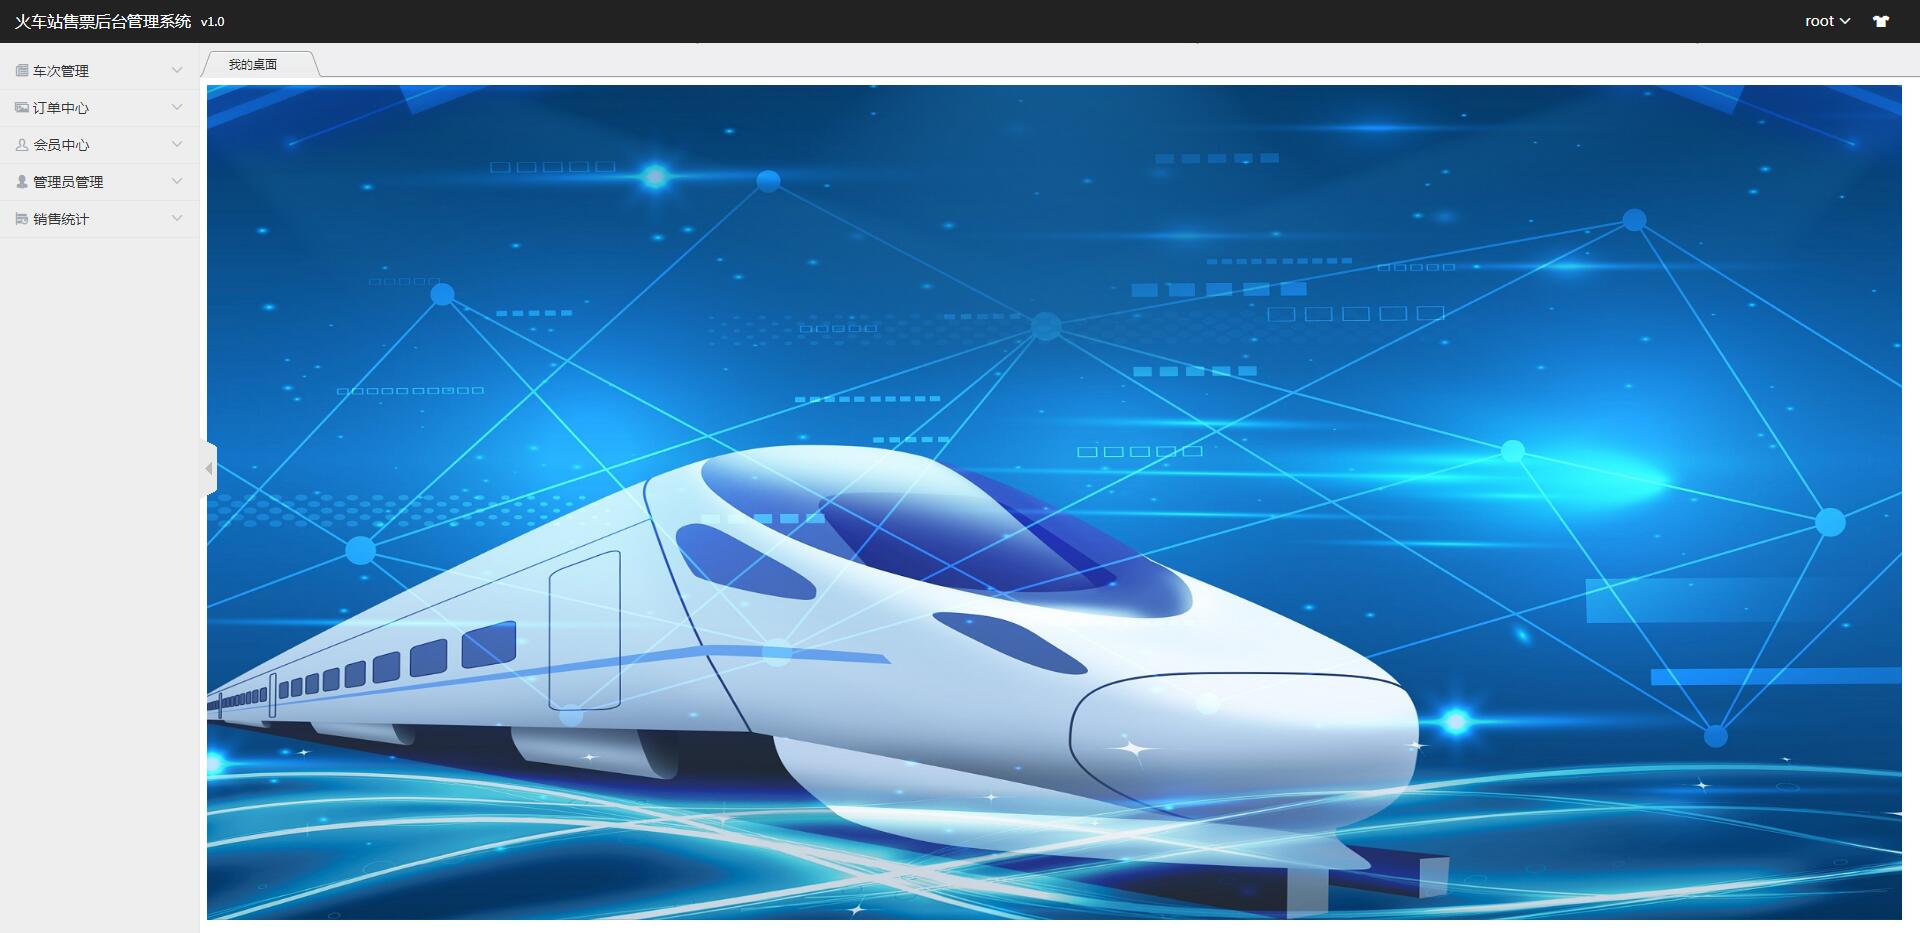 火车站售票后台管理系统 v1.0
root
我的桌面
车次管理
订单中心
会员中心
管理员管理
销售统计